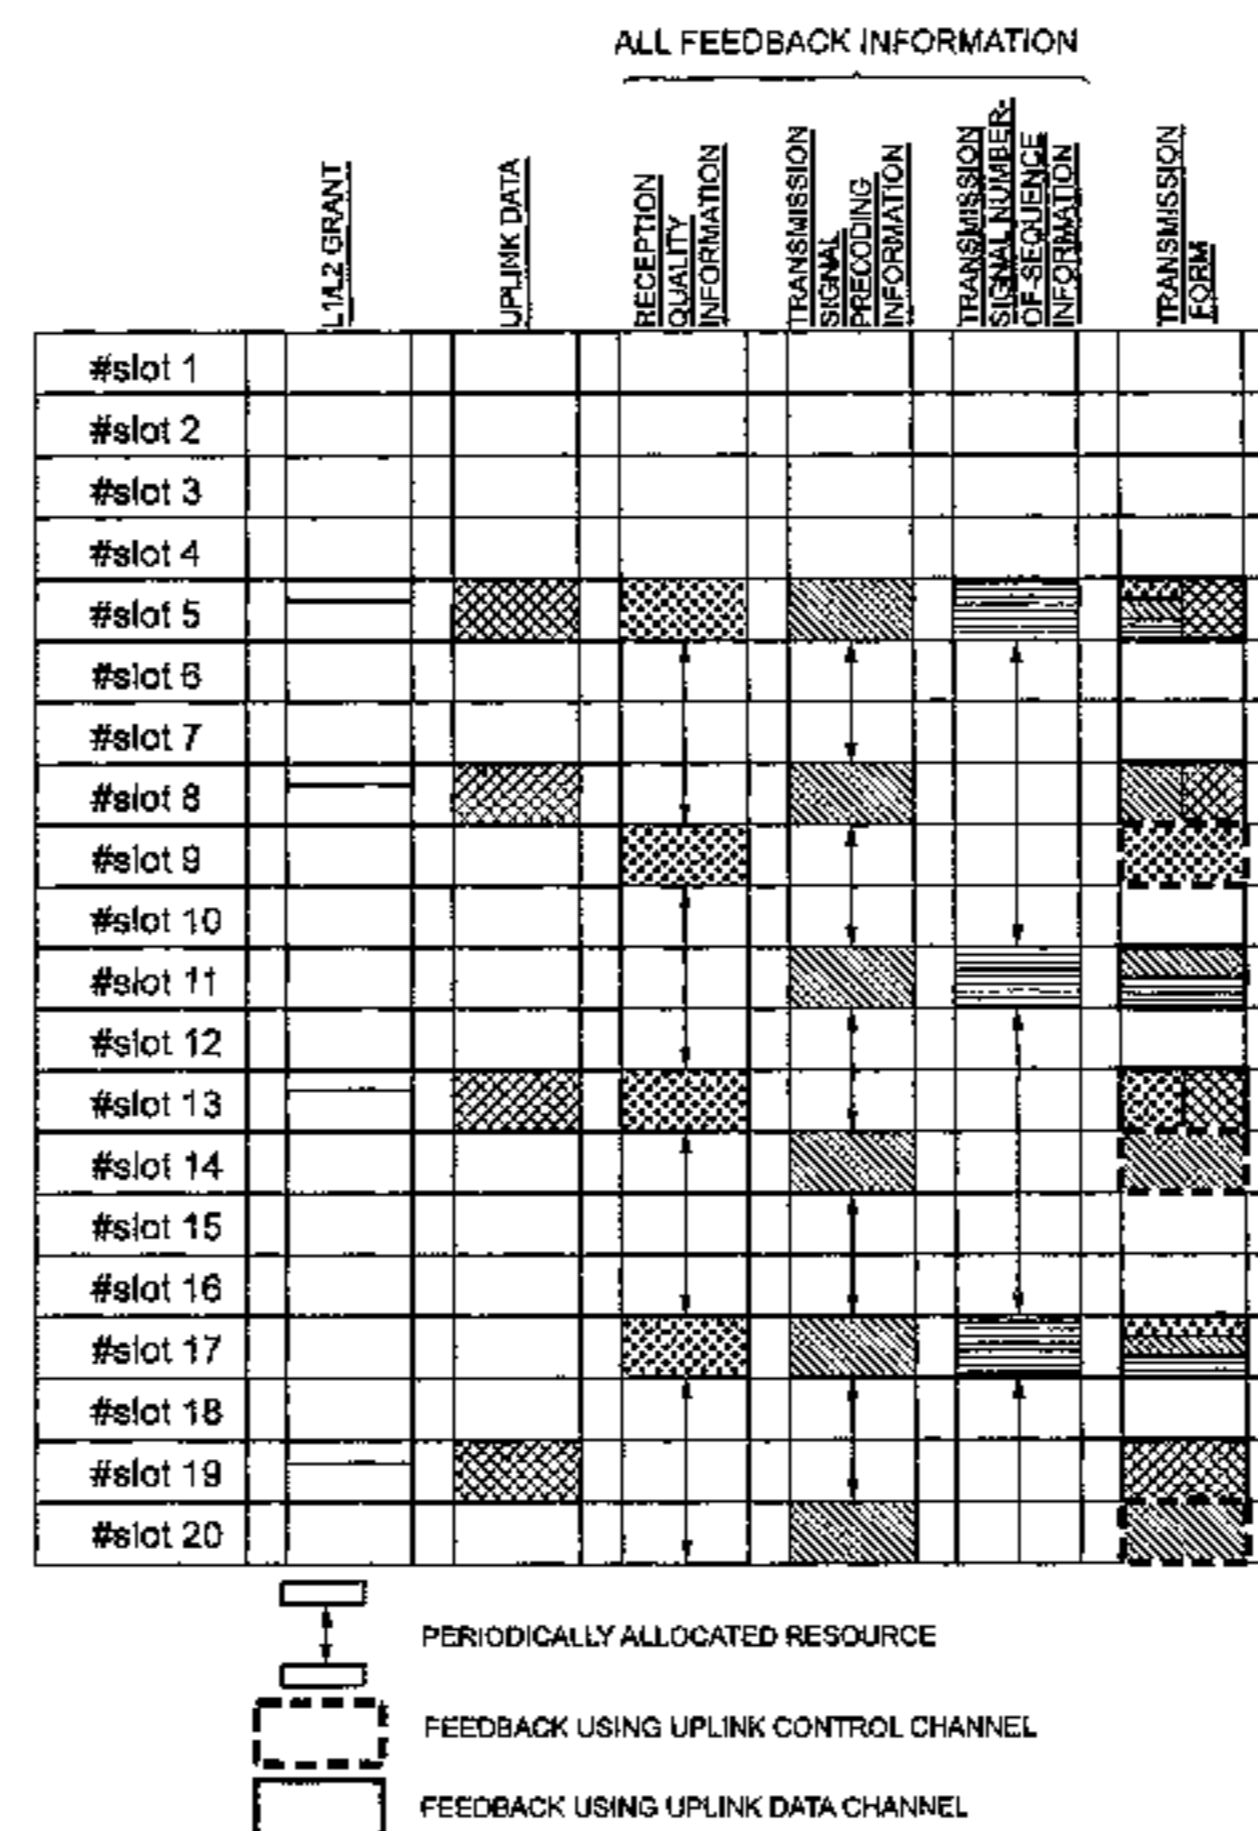 ALL FEEDBACK INFORMATION
L1/L2 GRANT
UPLINK DATA
RECEPTION
QUALITY
INFORMATION
TRANSMISSION
SIGNAL
PRECODING
INFORMATION
TRANSMISSION
SIGNAL NUMBER-
OF-SEQUENCE
INFORMATION
TRANSMISSION
FORM
#slot 1
#slot 2
#slot 3
#slot 4
#slot 5
#slot 6
#slot 7
#slot 8
#slot 9
#slot 10
#slot 11
#slot 12
#slot 13
#slot 14
#slot 15
#slot 16
#slot 17
#slot 18
#slot 19
#slot 20
PERIODICALLY ALLOCATED RESOURCE
FEEDBACK USING UPLINK CONTROL CHANNEL
FEEDBACK USING UPLINK DATA CHANNEL